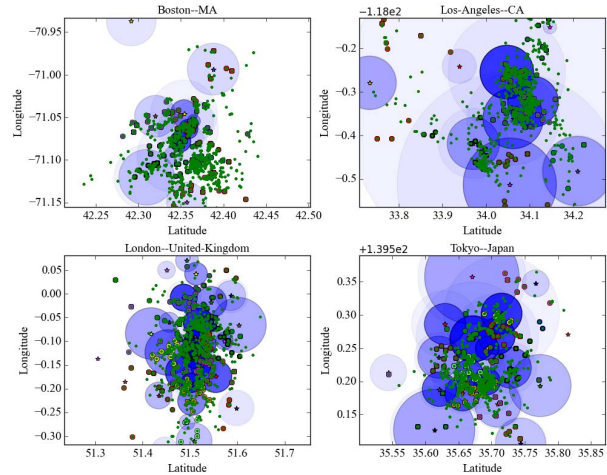 Boston--MA
Longitude
−70.95
−71.00
−71.05
−71.10
−71.15
42.25 42.30 42.35 42.40 42.45 42.50
Latitude
Los-Angeles--CA
−1.18e2
Longitude
−0.2
−0.3
−0.4
−0.5
33.8 33.9 34.0 34.1 34.2
Latitude
London--United-Kingdom
Longitude
0.05
0.00
−0.05
−0.10
−0.15
−0.20
−0.25
−0.30
51.3 51.4 51.5 51.6 51.7
Latitude
Tokyo--Japan
+1.395e2
Longitude
0.35
0.30
0.25
0.20
0.15
35.55 35.60 35.65 35.70 35.75 35.80
Latitude